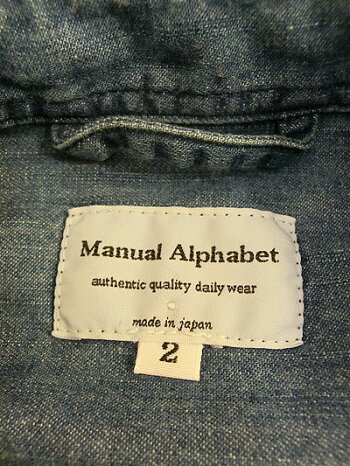 Manual Alphabet
authentic quality daily wear
made in japan
2